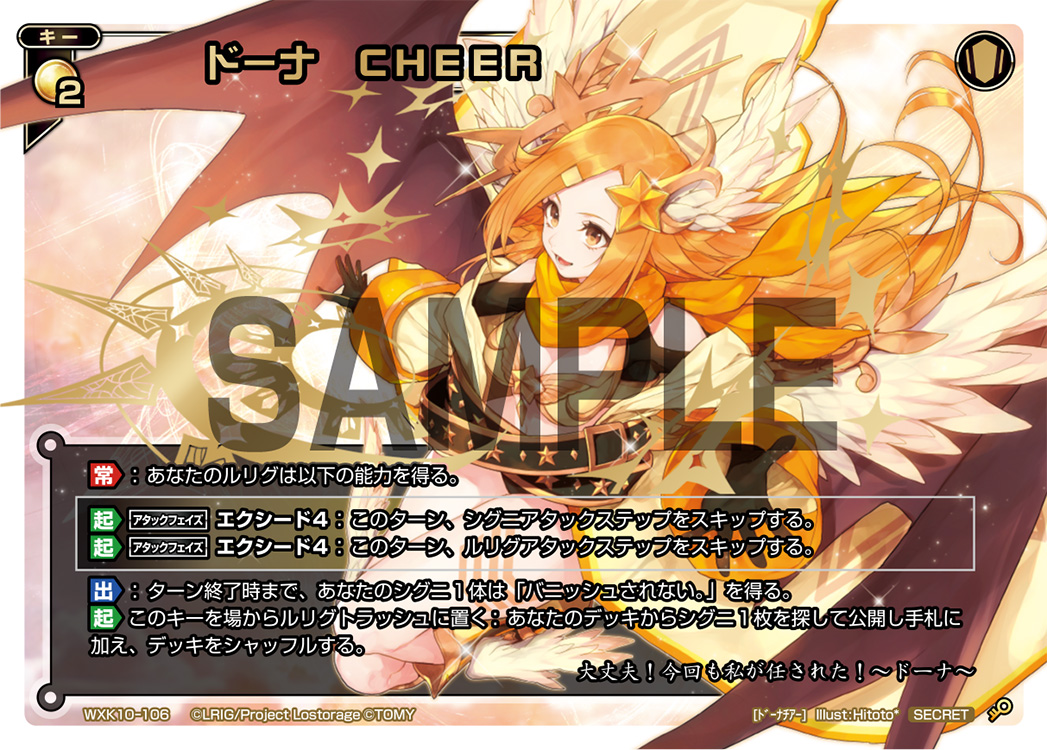 キー
2
ドーナ　CHEER
SAMPLE
常：あなたのルリグは以下の能力を得る。
起 アタックフェイズ エクシード4：このターン、シグニアタックステップをスキップする。
起 アタックフェイズ エクシード4：このターン、ルリグアタックステップをスキップする。
出：ターン終了時まで、あなたのシグニ１体は「バニッシュされない。」を得る。
起 このキーを場からルリグトラッシュに置く：あなたのデッキからシグニ１枚を探して公開し手札に
加え、デッキをシャッフルする。
大丈夫！今回も私が任された！～ドーナ～
WXK10-106 ©LRIG/Project Lostorage ©TOMY [ﾄﾞｰﾅﾁｱｰ] Illust:Hitoto* SECRET